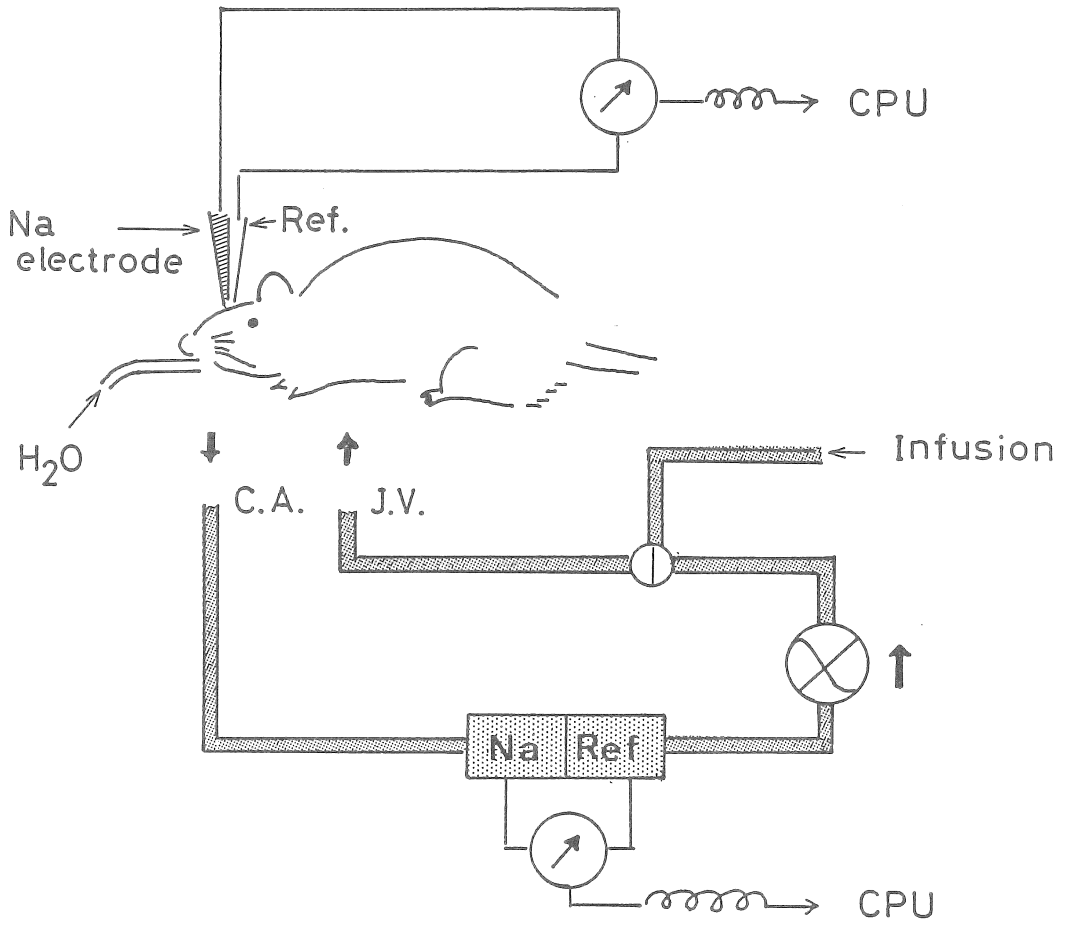 CPU
Na
electrode
Ref.
H₂O
Infusion
C.A.
J.V.
Na
Ref
CPU